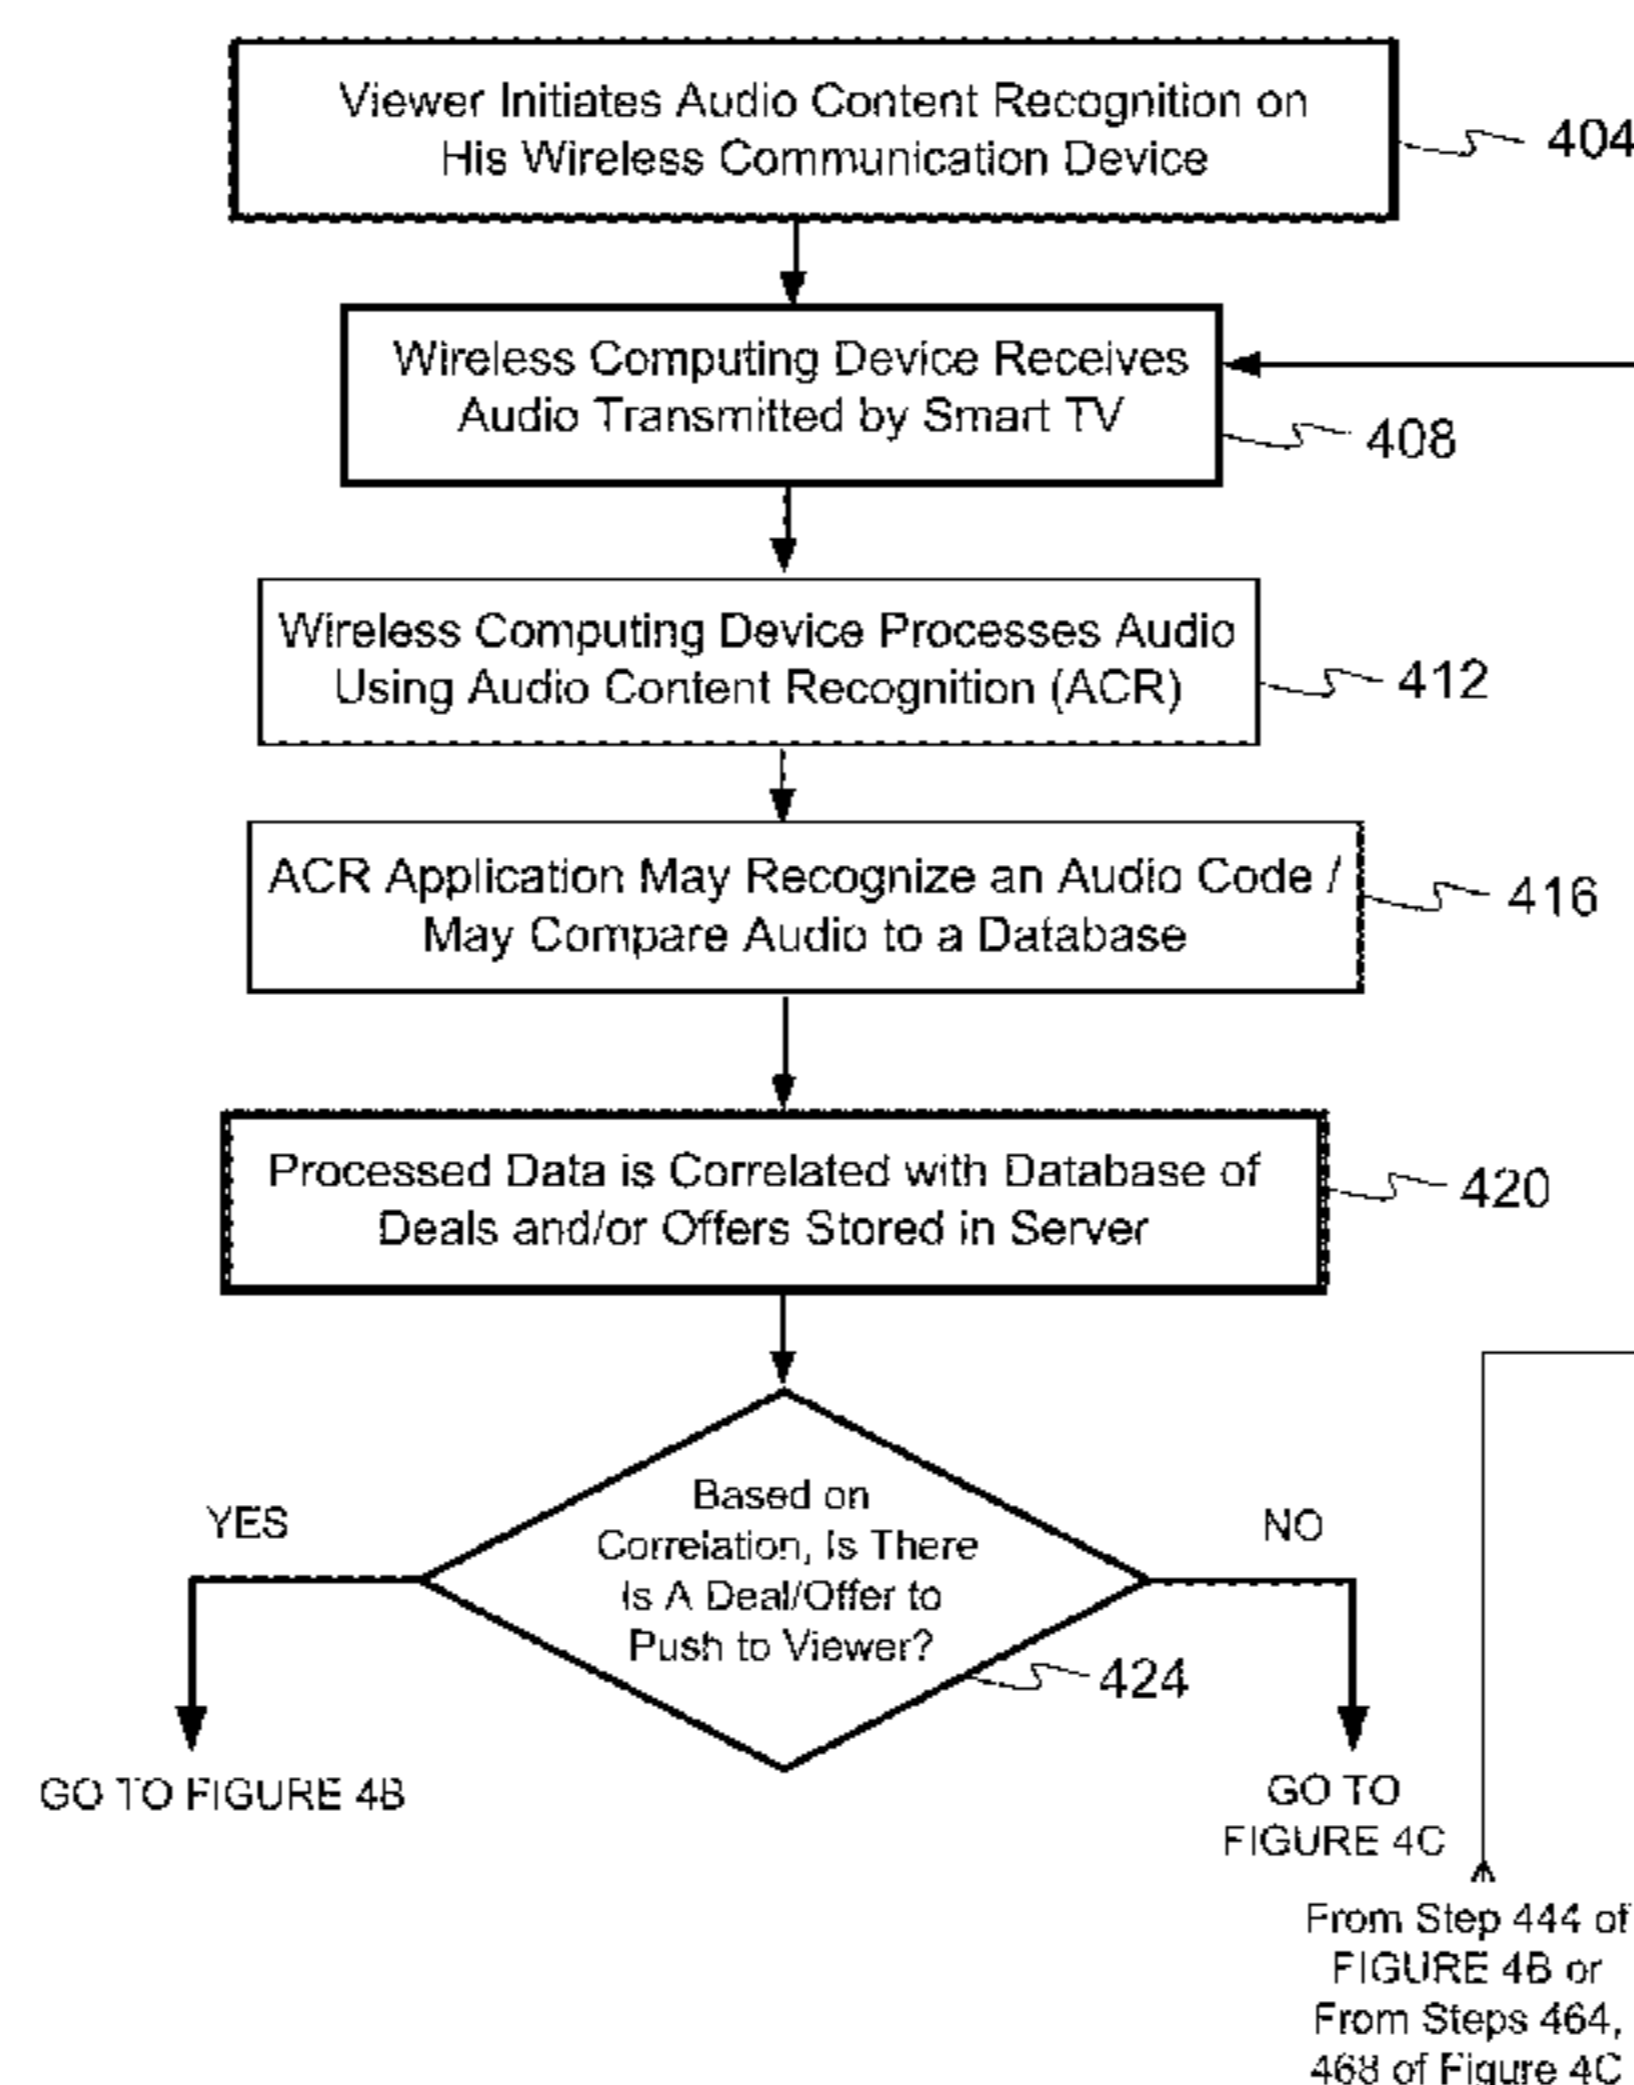 Viewer Initiates Audio Content Recognition on
His Wireless Communication Device
404
Wireless Computing Device Receives
Audio Transmitted by Smart TV
408
Wireless Computing Device Processes Audio
Using Audio Content Recognition (ACR)
412
ACR Application May Recognize an Audio Code /
May Compare Audio to a Database
416
Processed Data is Correlated with Database of
Deals and/or Offers Stored in Server
420
Based on
Correlation, Is There
is A Deal/Offer to
Push to Viewer?
424
YES
NO
GO TO FIGURE 4B
GO TO
FIGURE 4C
From Step 444 of
FIGURE 4B or
From Steps 464,
468 of Figure 4C